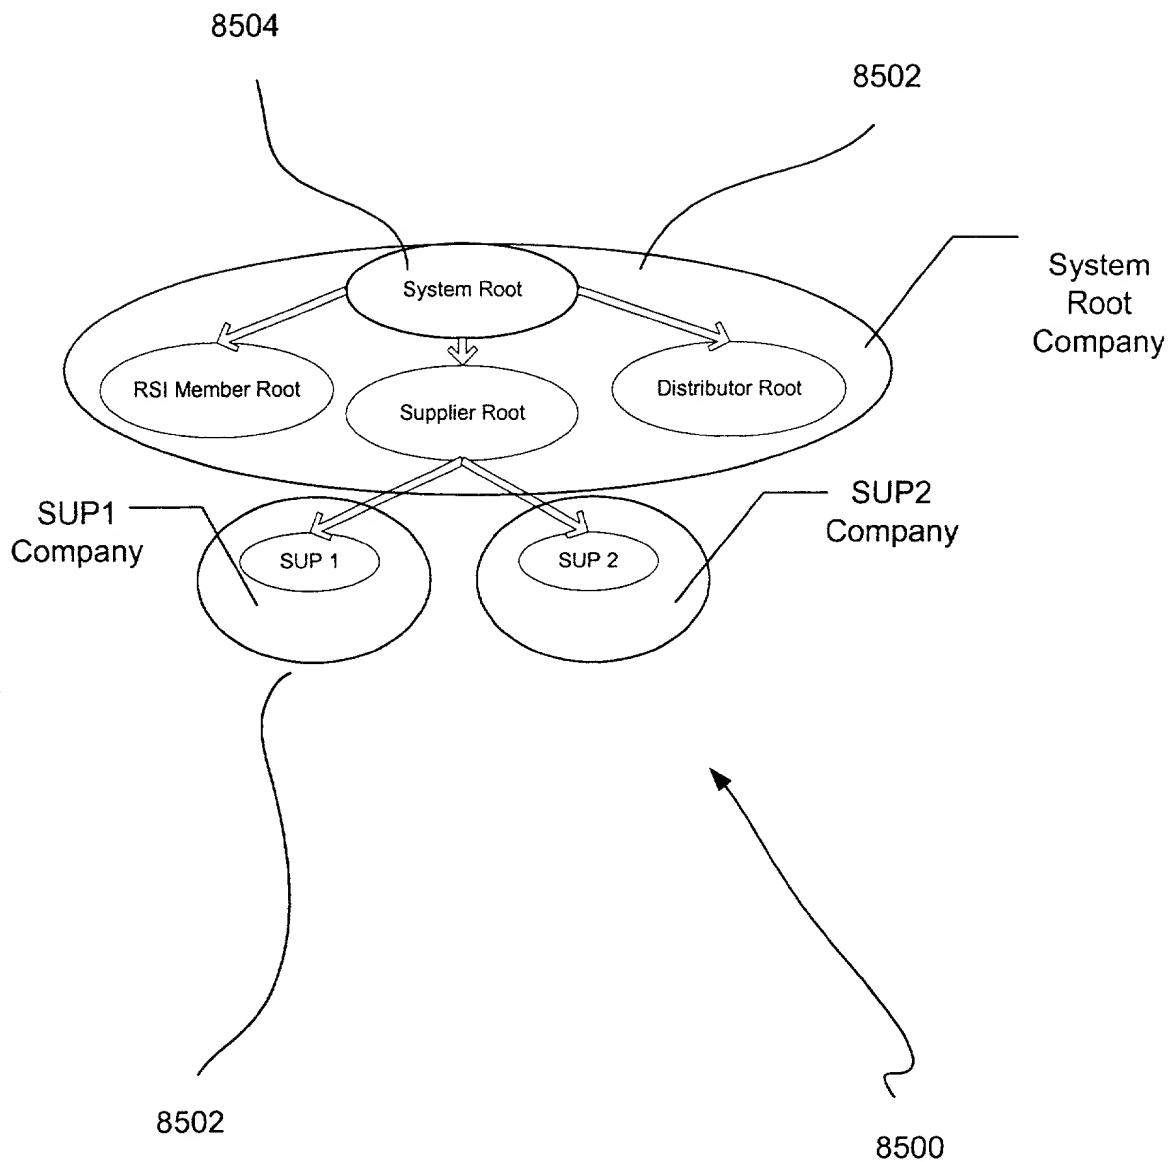 8504
8502
System Root
System
Root
Company
RSI Member Root
Supplier Root
Distributor Root
SUP1
Company
SUP2
Company
SUP 1
SUP 2
8502
8500